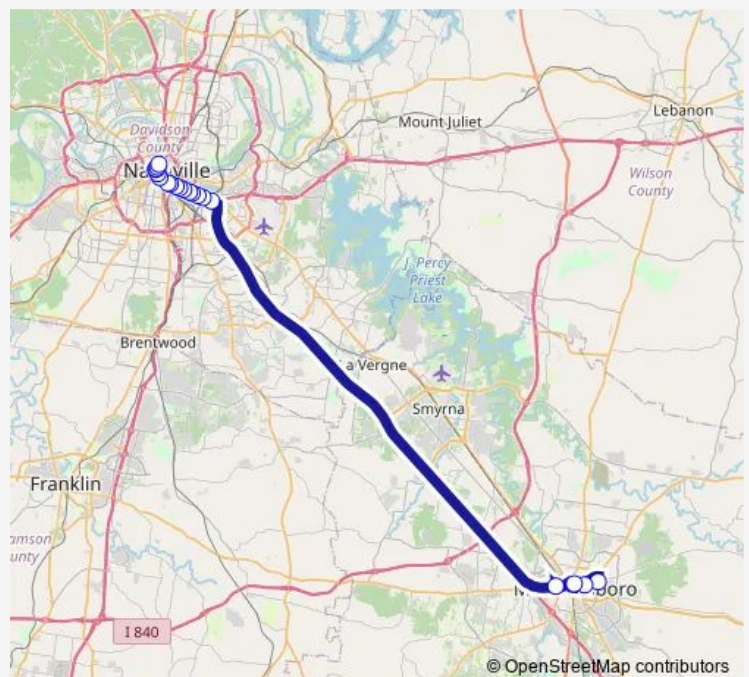 Mount Juliet
Lebanon
Davidson
County
Nashville
Wilson
County
J. Percy
Priest
Lake
Brentwood
La Vergne
Smyrna
Franklin
amson
unty
I 840
© OpenStreetMap contributors